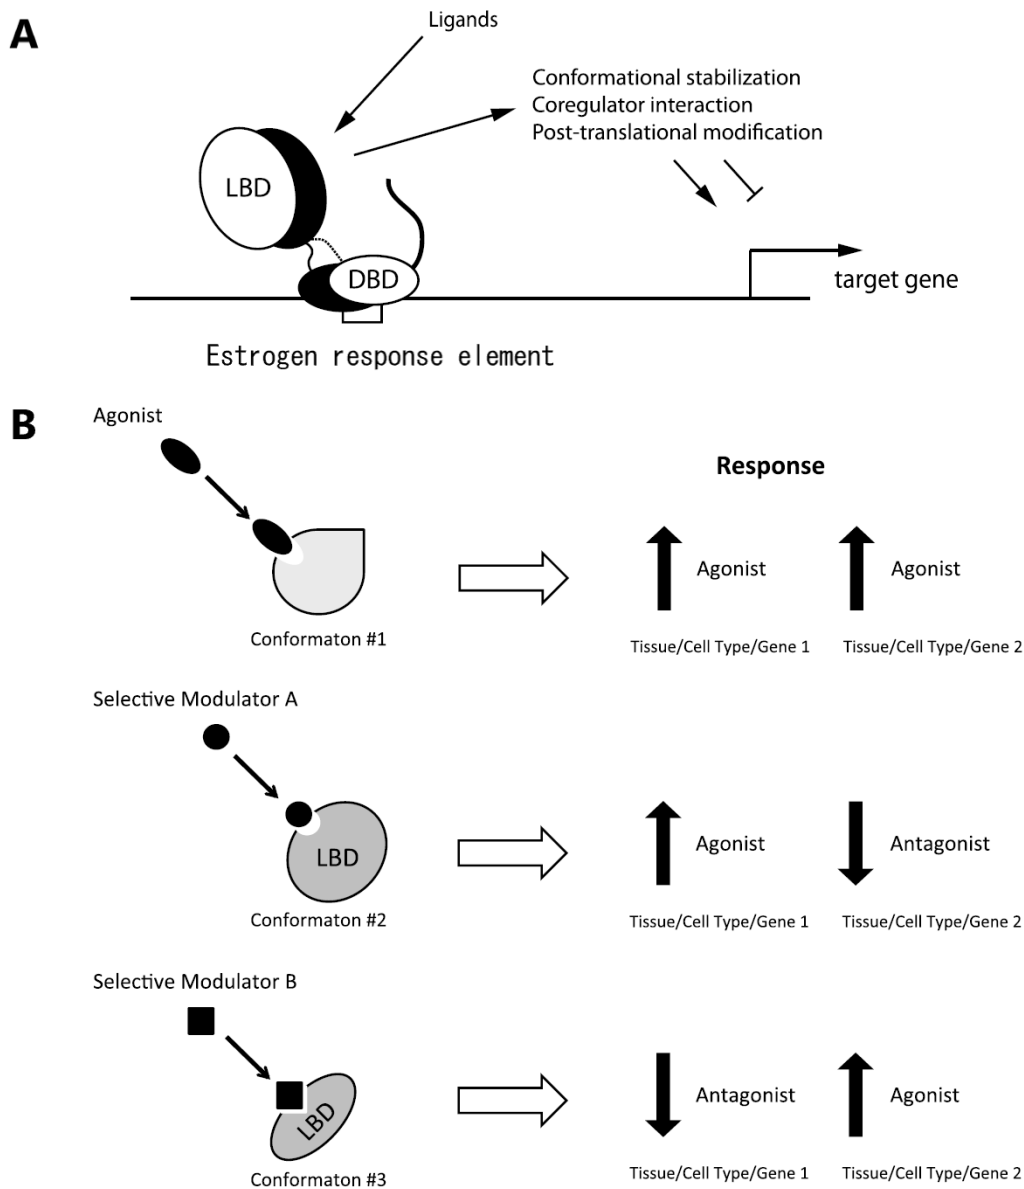 A
Ligands
Conformational stabilization
Coregulator interaction
Post-translational modification
LBD
DBD
target gene
Estrogen response element
B
Agonist
Response
Agonist
Agonist
Conformaton #1
Tissue/Cell Type/Gene 1
Tissue/Cell Type/Gene 2
Selective Modulator A
LBD
Agonist
Antagonist
Conformaton #2
Tissue/Cell Type/Gene 1
Tissue/Cell Type/Gene 2
Selective Modulator B
LBD
Antagonist
Agonist
Conformaton #3
Tissue/Cell Type/Gene 1
Tissue/Cell Type/Gene 2